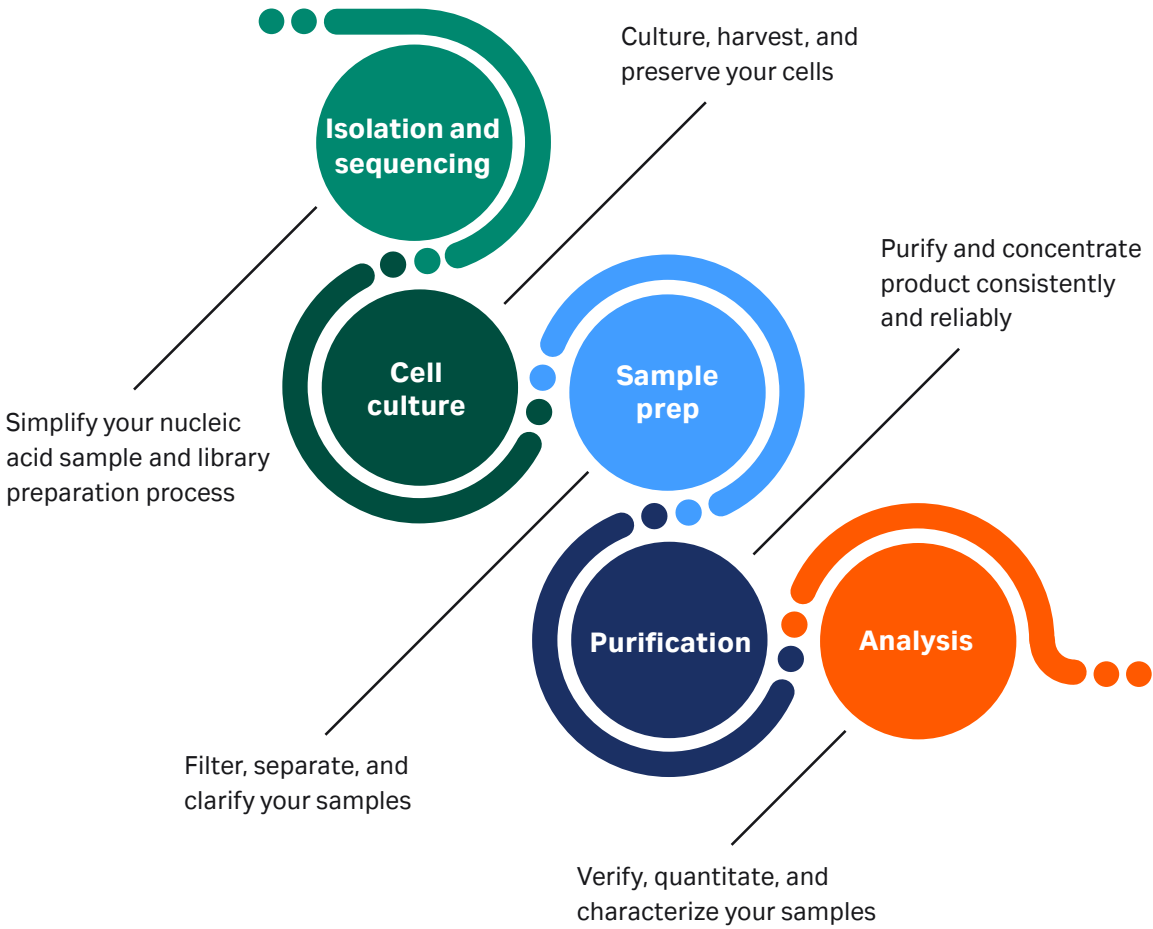 Culture, harvest, and
preserve your cells
Isolation and
sequencing
Purify and concentrate
product consistently
and reliably
Cell
culture
Sample
prep
Simplify your nucleic
acid sample and library
preparation process
Purification
Analysis
Filter, separate, and
clarify your samples
Verify, quantitate, and
characterize your samples